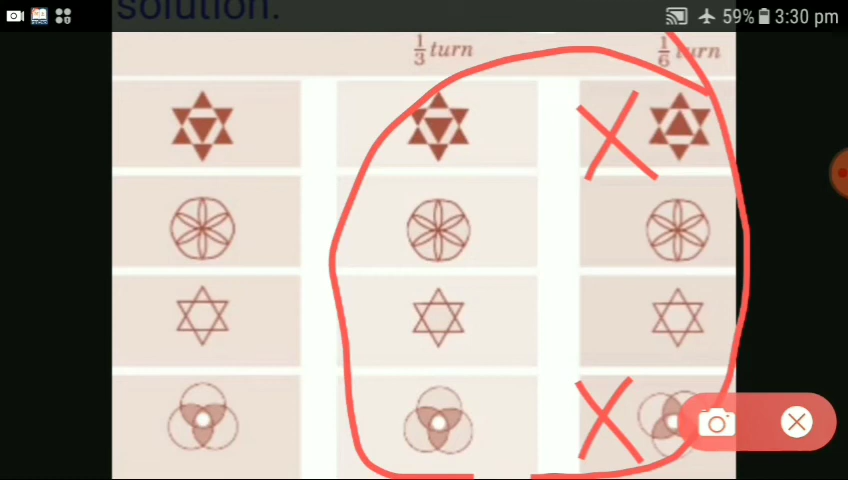 solution.
59% 3:30 pm
1/3 turn
1/6 turn